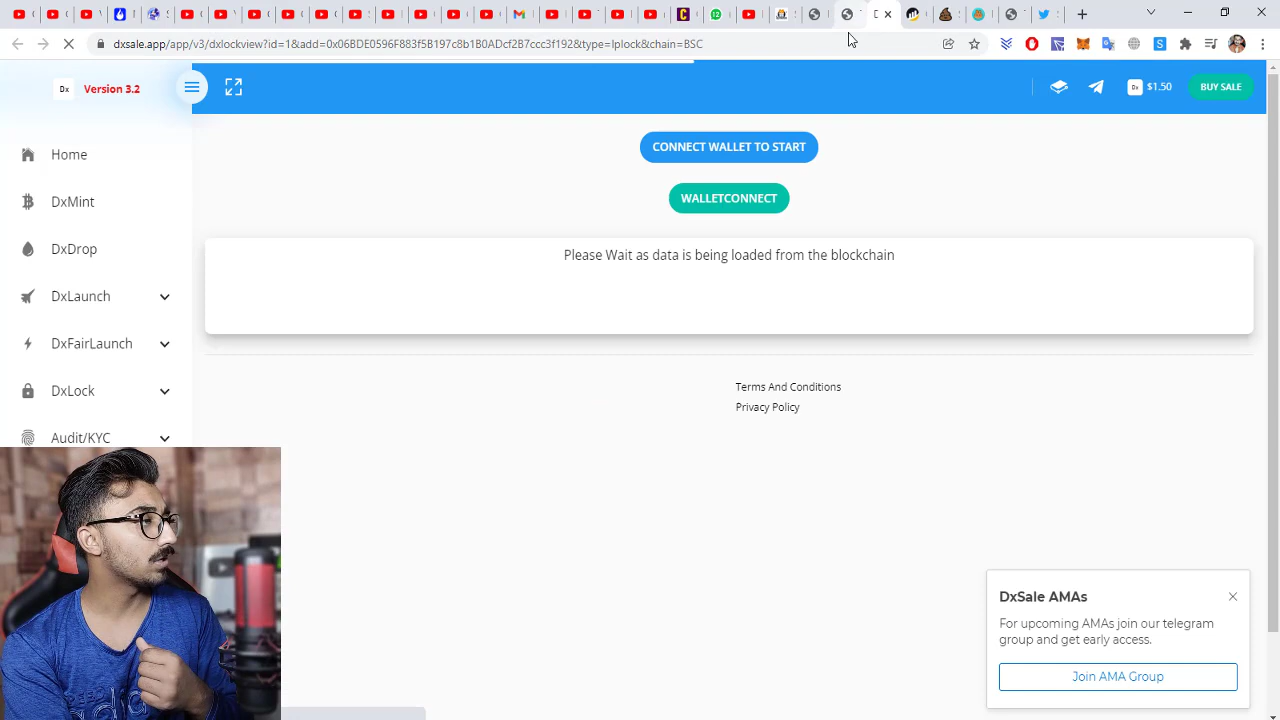 dxsale.app/app/v3/dxlockview?id=1&add=0x06BDE0596F883f5B197c8b1B0ADcf2B7ccc3f192&type=lplock&chain=BSC
Dx
Version 3.2
Dx
$1.50
BUY SALE
CONNECT WALLET TO START
WALLETCONNECT
Please Wait as data is being loaded from the blockchain
Home
DxMint
DxDrop
DxLaunch
DxFairLaunch
DxLock
Audit/KYC
Terms And Conditions
Privacy Policy
DxSale AMAs
For upcoming AMAs join our telegram
group and get early access.
Join AMA Group